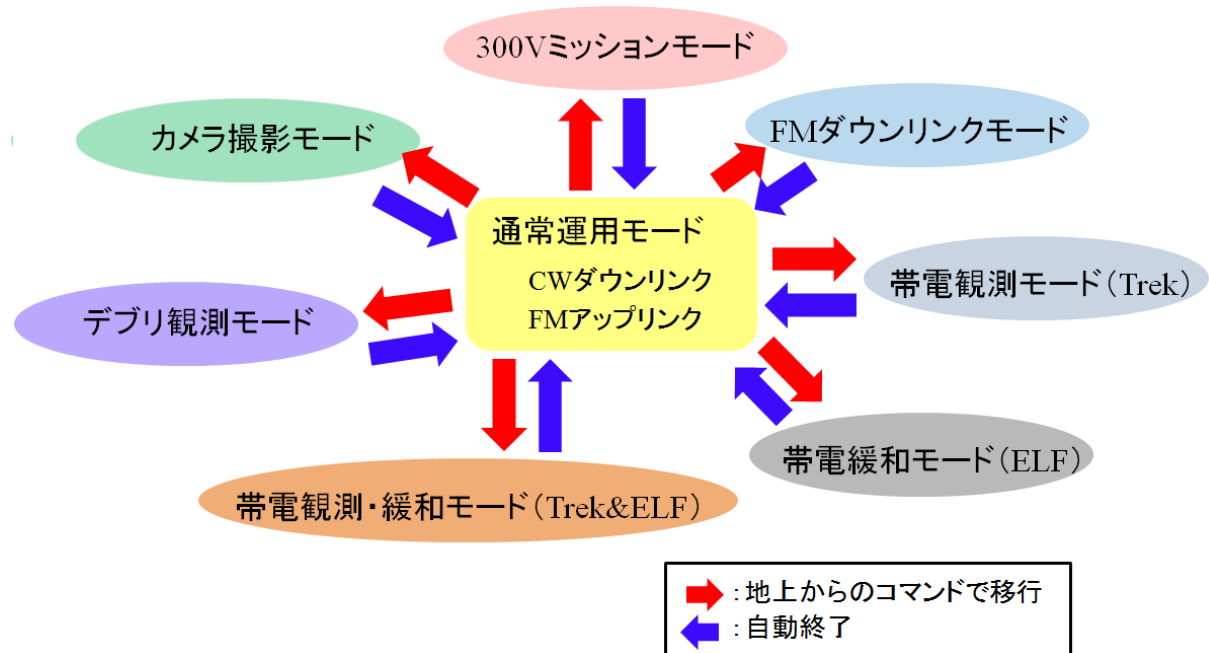 300Vミッションモード
カメラ撮影モード
FMダウンリンクモード
通常運用モード
CWダウンリンク
FMアップリンク
帯電観測モード(Trek)
デブリ観測モード
帯電緩和モード(ELF)
帯電観測・緩和モード(Trek&ELF)
:地上からのコマンドで移行
:自動終了